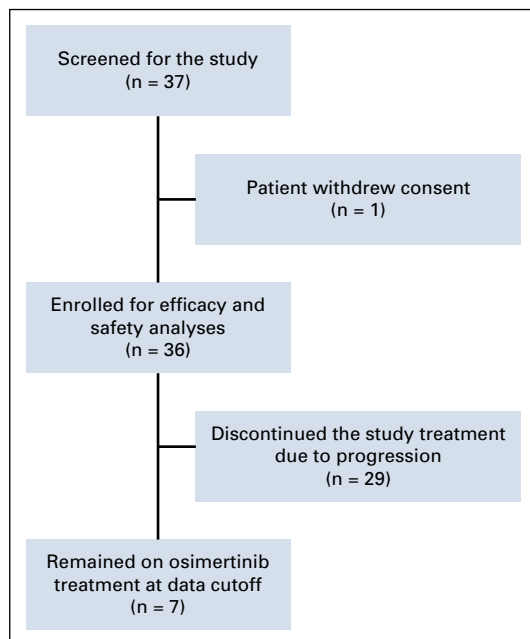 Screened for the study
(n = 37)
Patient withdrew consent
(n = 1)
Enrolled for efficacy and
safety analyses
(n = 36)
Discontinued the study treatment
due to progression
(n = 29)
Remained on osimertinib
treatment at data cutoff
(n = 7)